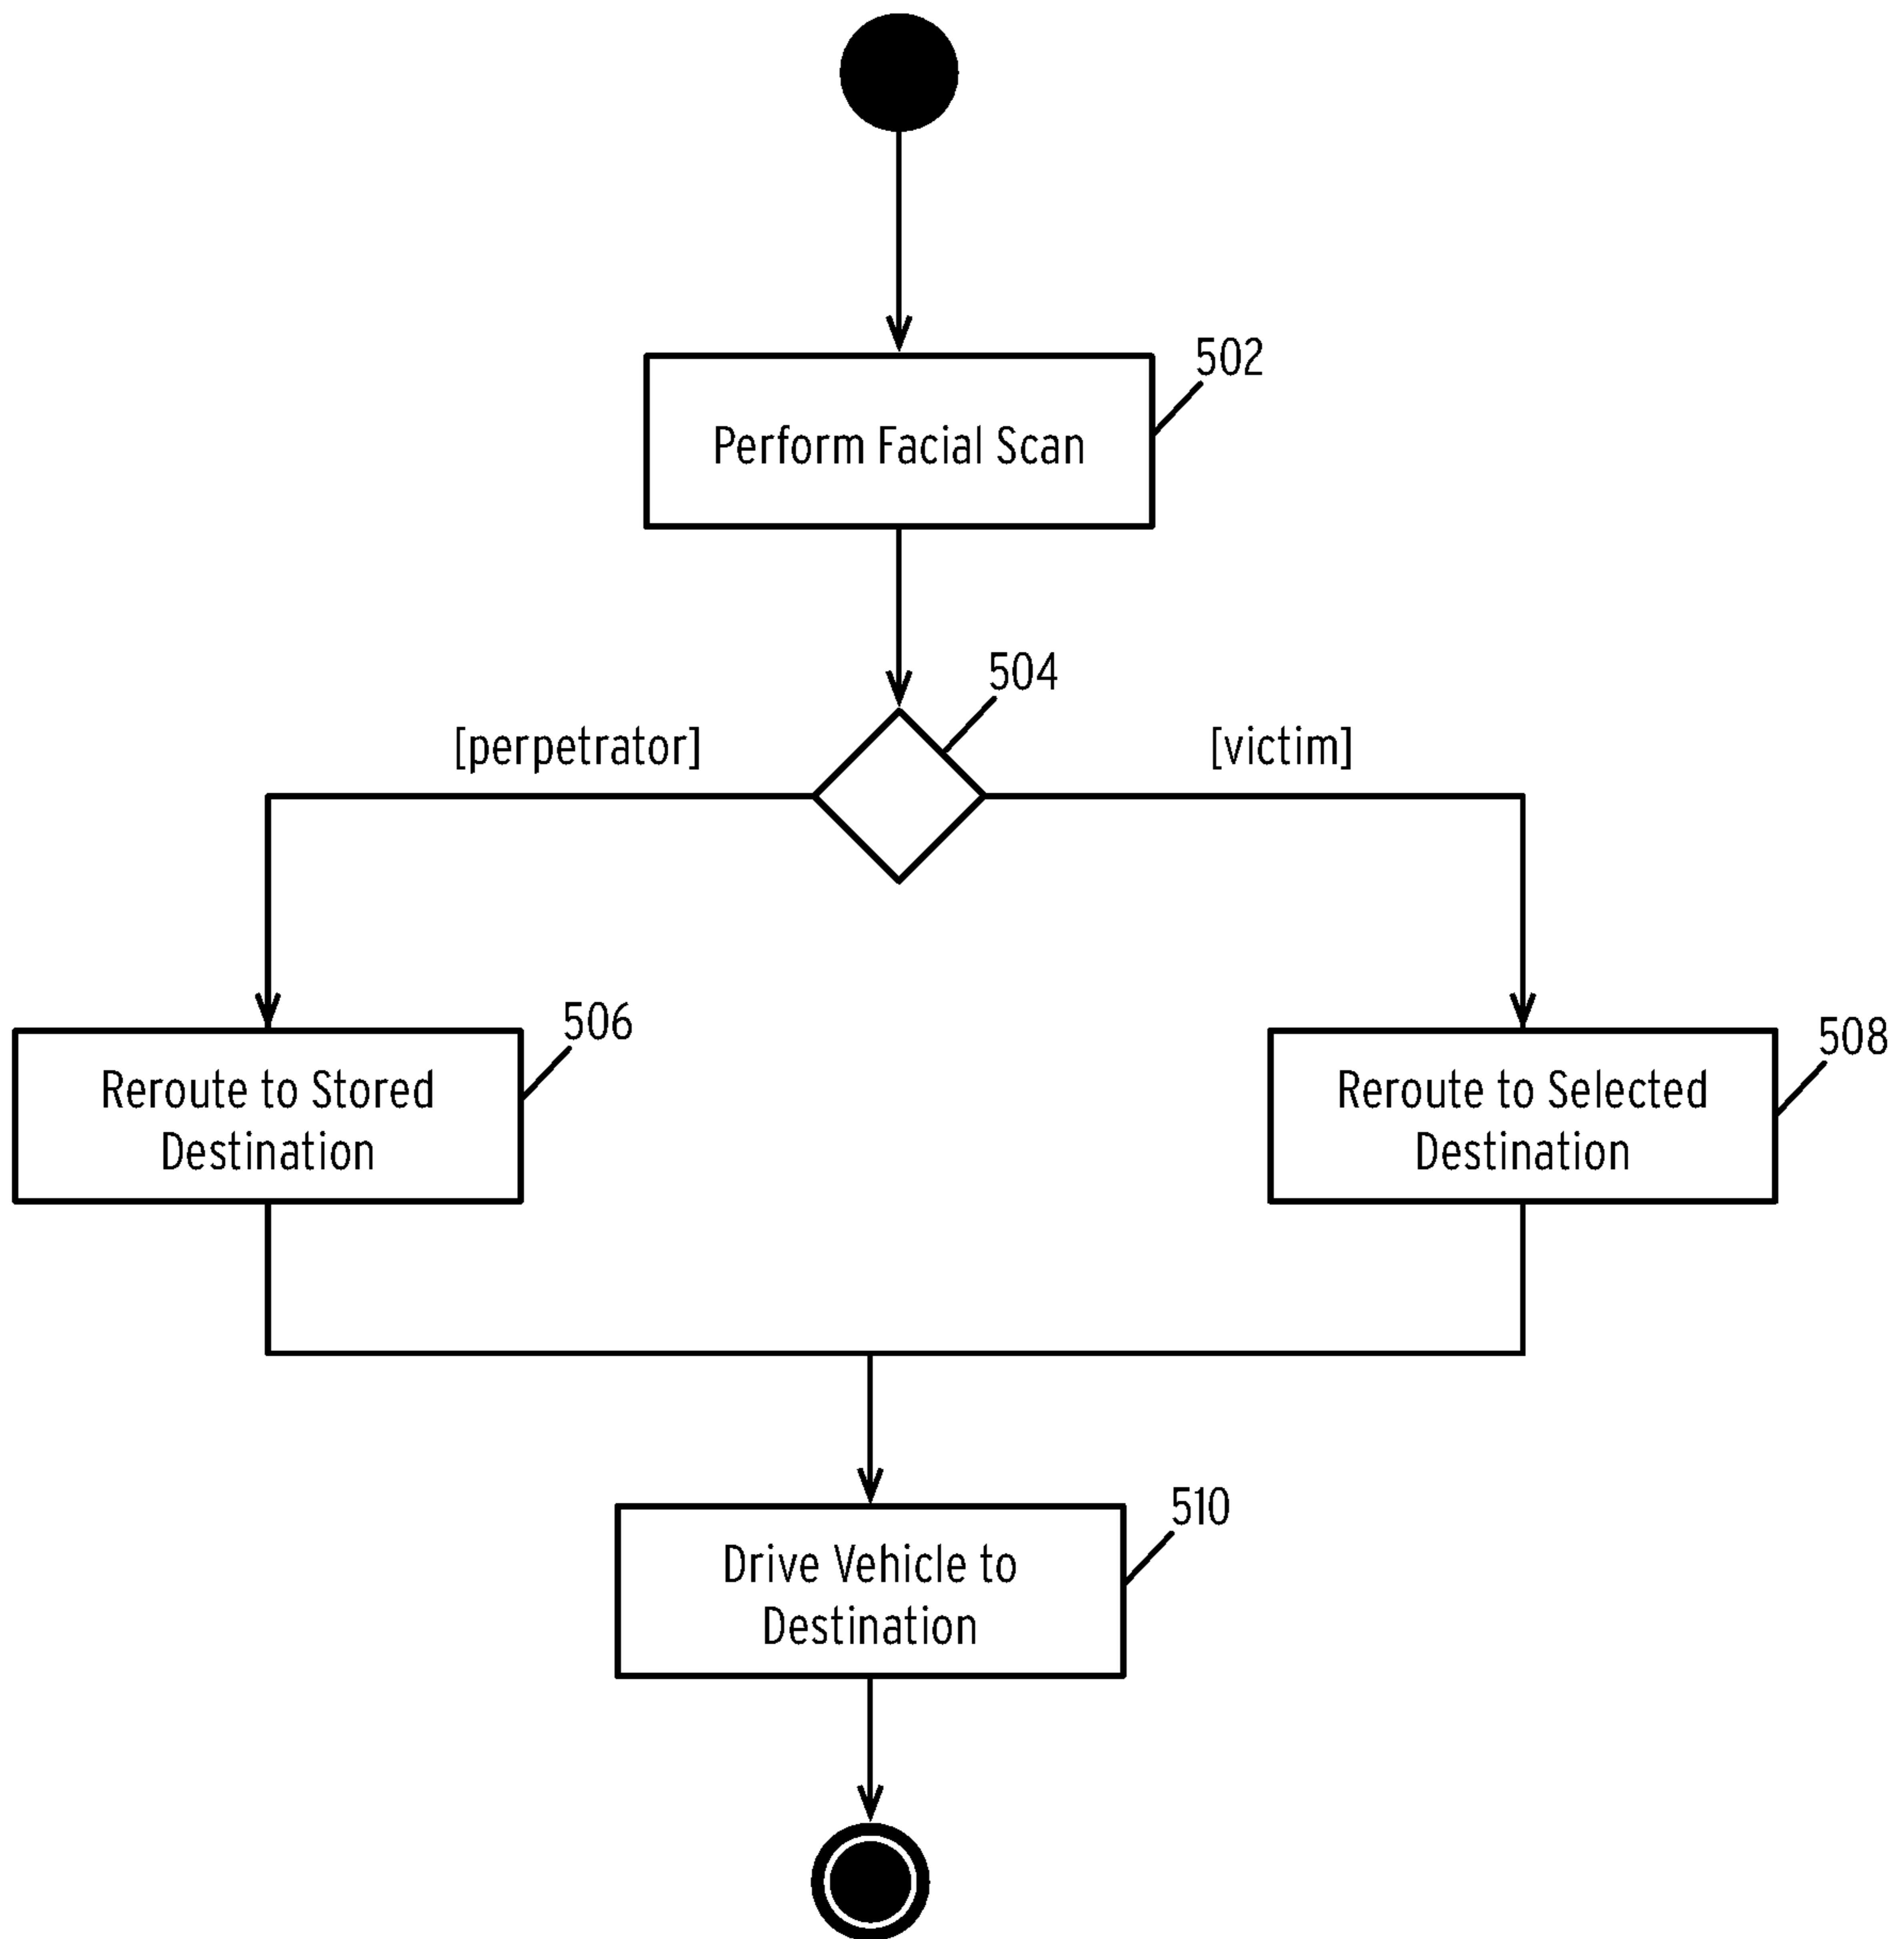 502
Perform Facial Scan
504
[perpetrator]
[victim]
506
Reroute to Stored
Destination
508
Reroute to Selected
Destination
510
Drive Vehicle to
Destination